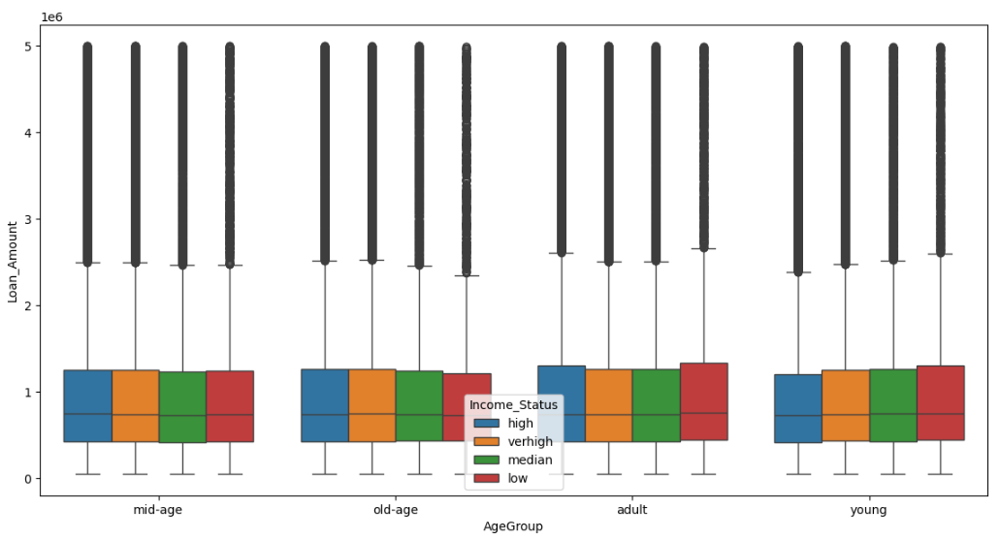 1e6
5
4
3
2
1
0
Loan_Amount
Income_Status
high
verhigh
median
low
mid-age
old-age
adult
young
AgeGroup